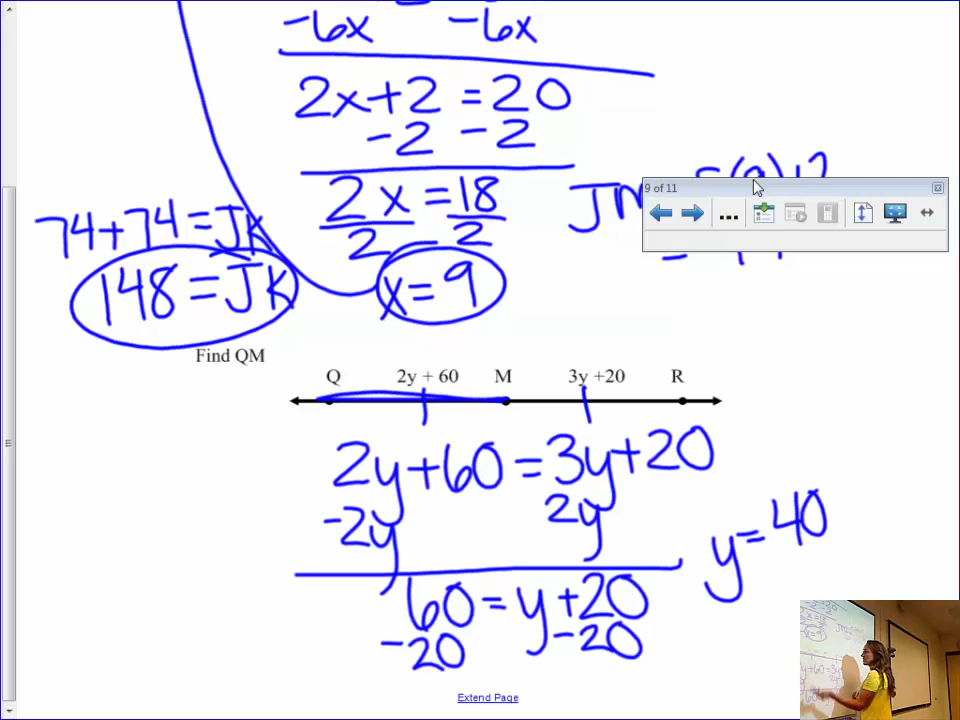 -6x -6x
2x+2 =20
-2 -2
2x =18
2 2
x=9
74+74=JK
148=JK
9 of 11
Find QM
Q 2y + 60 M 3y +20 R
2y+60=3y+20
-2y 2y
60=y+20
-20 -20
y=40
Extend Page